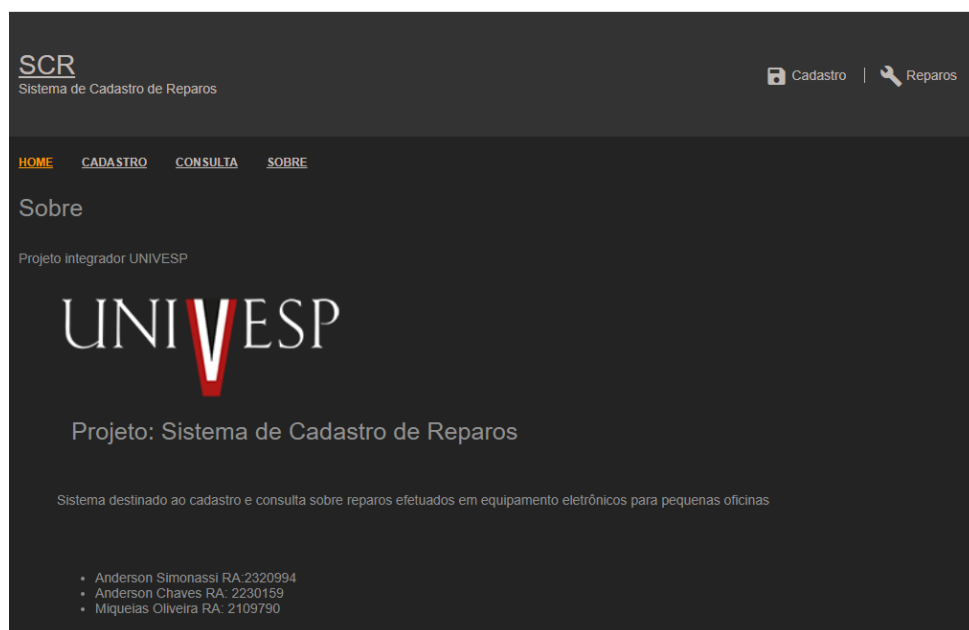 SCR
Sistema de Cadastro de Reparos
Cadastro | Reparos
HOME CADASTRO CONSULTA SOBRE
Sobre
Projeto integrador UNIVESP
UNIVESP
Projeto: Sistema de Cadastro de Reparos
Sistema destinado ao cadastro e consulta sobre reparos efetuados em equipamento eletrônicos para pequenas oficinas
• Anderson Simonassi RA:2320994
• Anderson Chaves RA: 2230159
• Miqueias Oliveira RA: 2109790